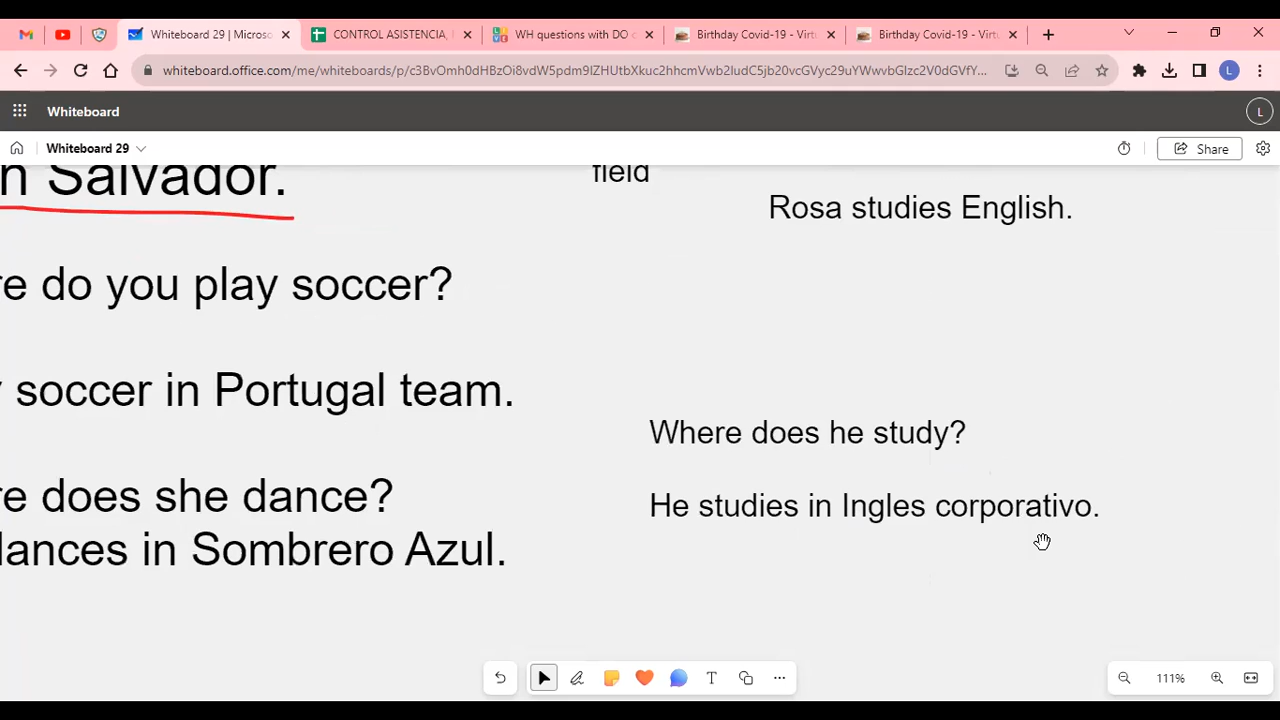 Whiteboard 29 | Microso
CONTROL ASISTENCIA,
WH questions with DO o
Birthday Covid-19 - Virtu
Birthday Covid-19 - Virtu
Whiteboard
L
L
Whiteboard 29
Share
n Salvador.
field
Rosa studies English.
re do you play soccer?
y soccer in Portugal team.
Where does he study?
re does she dance?
He studies in Ingles corporativo.
dances in Sombrero Azul.
111%